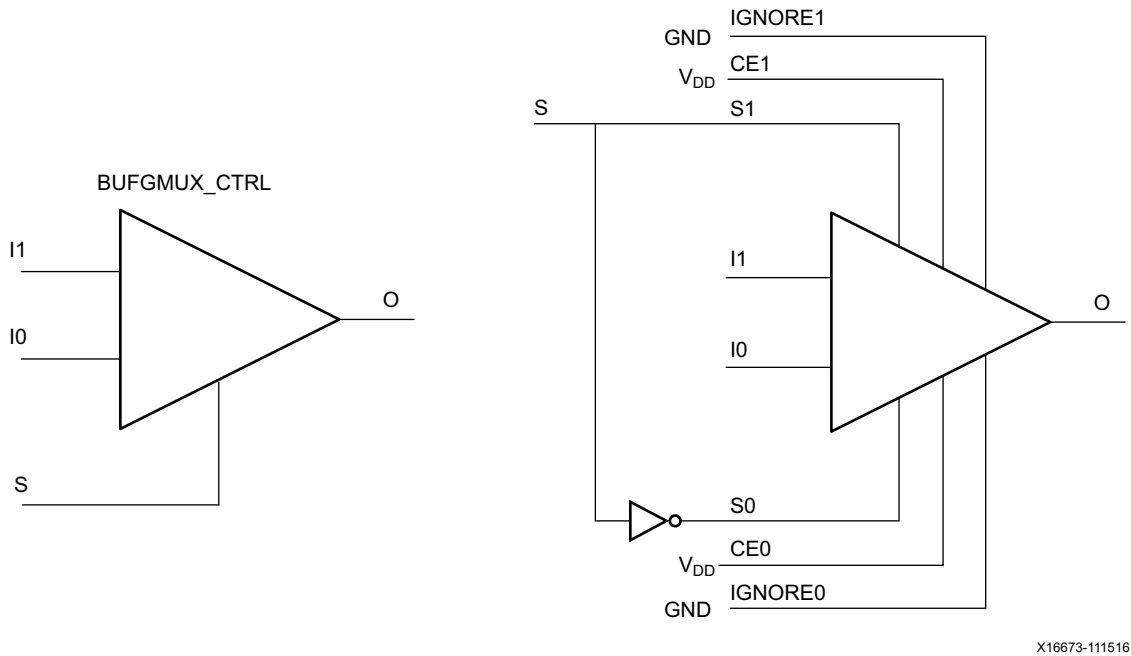 IGNORE1
GND
CE1
VDD
S
S1
BUFGMUX_CTRL
I1
I1
O
O
I0
I0
S
S0
CE0
VDD
IGNORE0
GND
X16673-111516